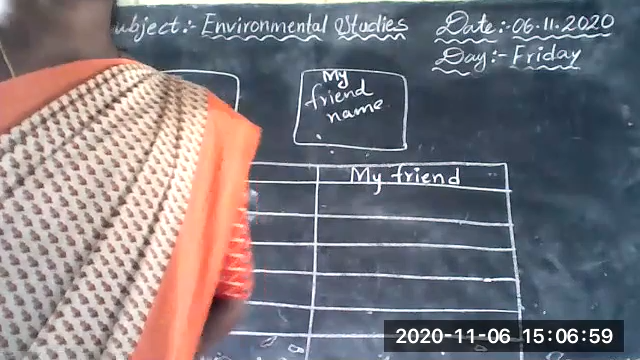 ubject:- Environmental Studies
Date:-06.11.2020
Day:-Friday
My
friend
name.
My friend
2020-11-06 15:06:59